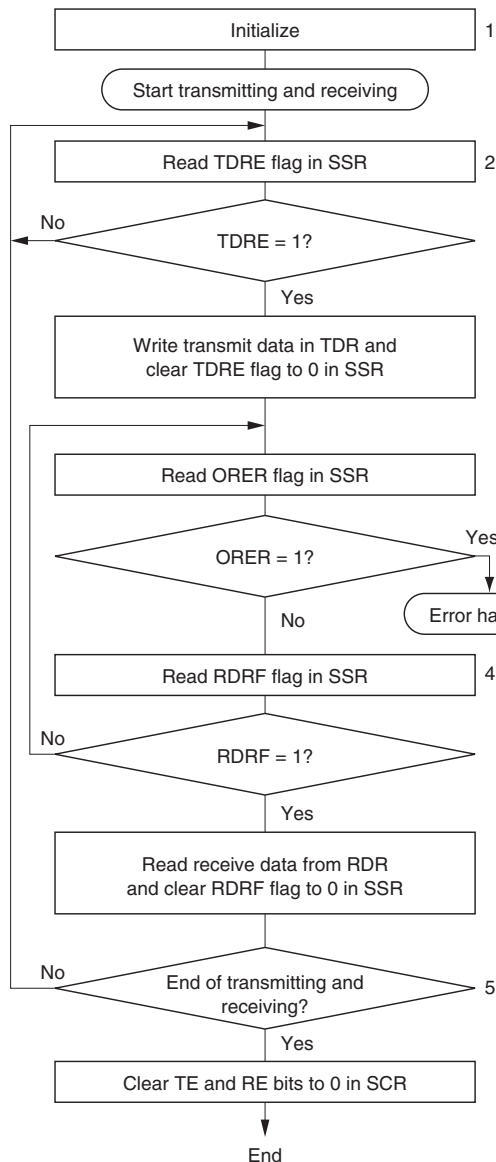 Initialize 1
Start transmitting and receiving
Read TDRE flag in SSR 2
No
TDRE = 1?
Yes
Write transmit data in TDR and
clear TDRE flag to 0 in SSR
Read ORER flag in SSR
Yes
ORER = 1?
Error
No
Read RDRF flag in SSR 4
No
RDRF = 1?
Yes
Read receive data from RDR
and clear RDRF flag to 0 in SSR
No
End of transmitting and
receiving? 5
Yes
Clear TE and RE bits to 0 in SCR
End